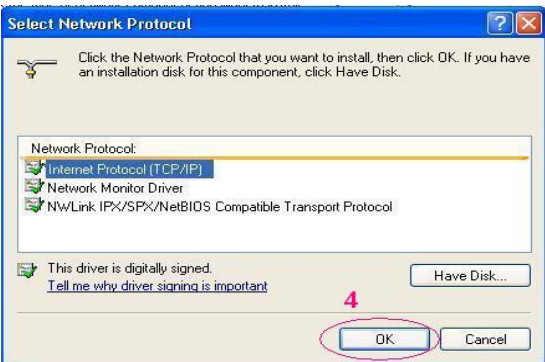 Select Network Protocol
Click the Network Protocol that you want to install, then click OK. If you have
an installation disk for this component, click Have Disk.
Network Protocol:
Internet Protocol (TCP/IP)
Network Monitor Driver
NWLink IPX/SPX/NetBIOS Compatible Transport Protocol
This driver is digitally signed.
Tell me why driver signing is important
Have Disk...
4
OK
Cancel